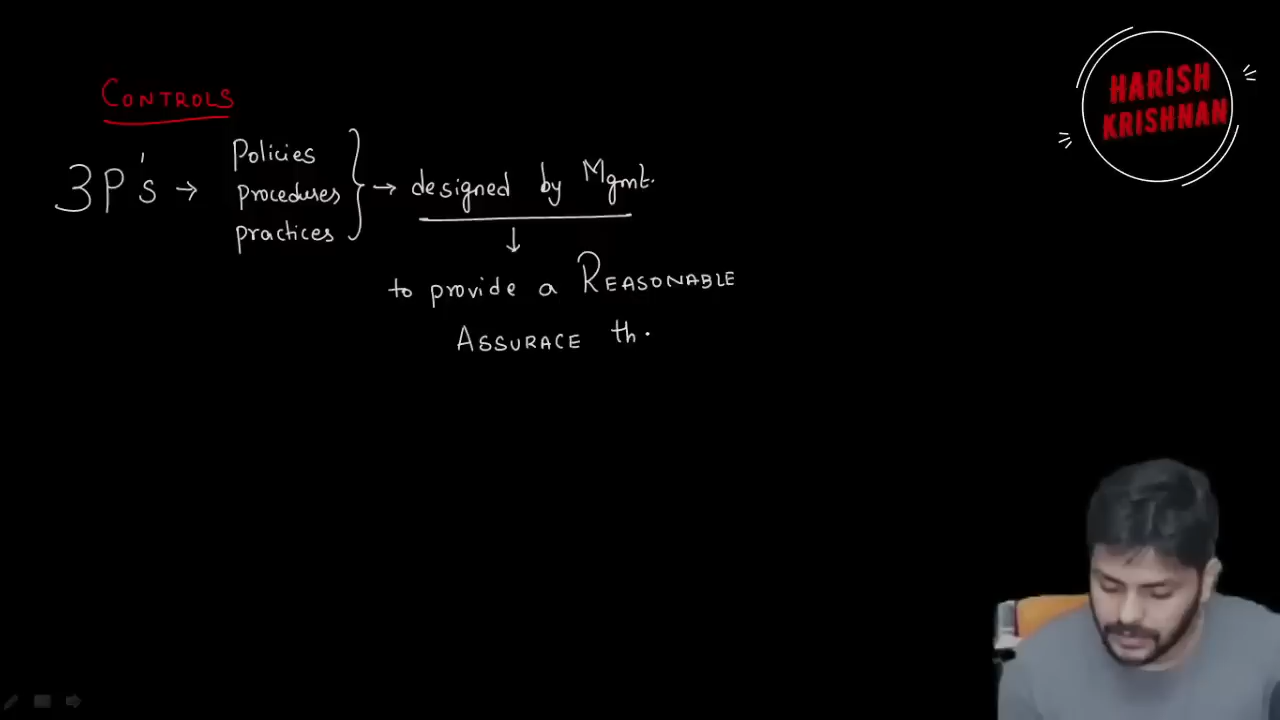 CONTROLS
3P's → Policies
procedures
practices
→ designed by Mgmt.
↓
to provide a REASONABLE
ASSURACE th
HARISH
KRISHNAN